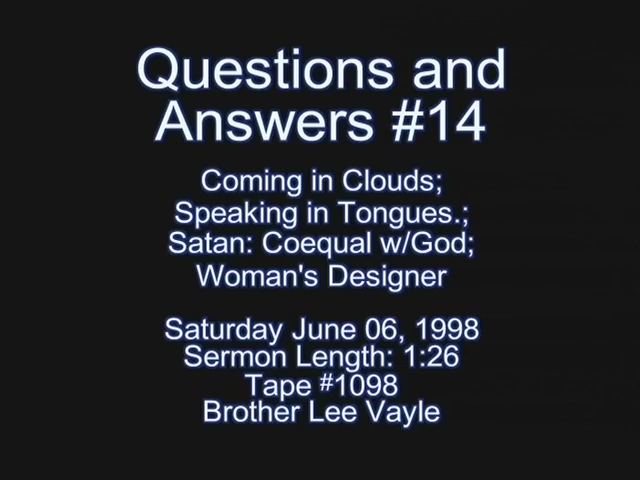 Questions and
Answers #14
Coming in Clouds;
Speaking in Tongues.;
Satan: Coequal w/God;
Woman's Designer
Saturday June 06, 1998
Sermon Length: 1:26
Tape #1098
Brother Lee Vayle